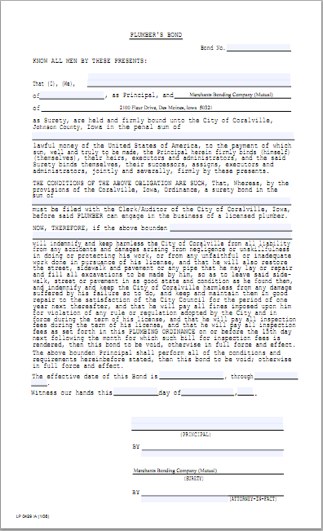 PLUMBER'S BOND
Bond No.
KNOW ALL MEN BY THESE PRESENTS:
That (I), (We),
of , as Principal, and Merchants Bonding Company (Mutual)
of 2100 Fleur Drive, Des Moines, Iowa 50321
as Surety, are held and firmly bound unto the City of Coralville,
Johnson County, Iowa in the penal sum of
lawful money of the United States of America, to the payment of which
sum, well and truly to be made, the Principal herein firmly binds (himself)
(themselves), their heirs, executors and administrators, and the said
Surety binds themselves, their successors, assigns, executors and
administrators, jointly and severally, firmly by these presents.
THE CONDITIONS OF THE ABOVE OBLIGATION ARE SUCH, That, Whereas, by the
provisions of the Coralville, Iowa, Ordinance, a surety bond in the
sum of
must be filed with the Clerk/Auditor of the City of Coralville, Iowa,
before said PLUMBER can engage in the business of a licensed plumber.
NOW, THEREFORE, if the above bounden
will indemnify and keep harmless the City of Coralville from all liability
from any accidents and damages arising from negligence or unskillfulness
in doing or protecting his work, or from any unfaithful or inadequate
work done in pursuance of his license, and that he will also restore
the street, sidewalk and pavement or any pipe that he may lay or repair
and fill all excavations that may be made by him, so as to leave said side-
walk, street or pavement in as good state and condition as he found them,
and indemnify and keep the City of Coralville harmless from any damage
suffered by his failure so to do, and keep and maintain them in good
repair to the satisfaction of the City Council for the period of one
year next thereafter, and that he will pay all fines imposed upon him
for violation of any rule or regulation adopted by the City and in
force during the term of his license, and that he will pay all inspection
fees during the term of his license, and that he will pay all inspection
fees as set forth in this PLUMBING ORDINANCE on or before the 15th day
next following the month for which such bill for inspection fees is
rendered, then this bond to be void, otherwise in full force and effect.
The above bounden Principal shall perform all of the conditions and
requirements hereinbefore stated, then this bond to be void; otherwise
in full force and effect.
The effective date of this Bond is , through
.
Witness our hands this day of , .
(PRINCIPAL)
BY
Merchants Bonding Company (Mutual)
(SURETY)
BY
(ATTORNEY-IN-FACT)
LP 0429 IA (1/08)